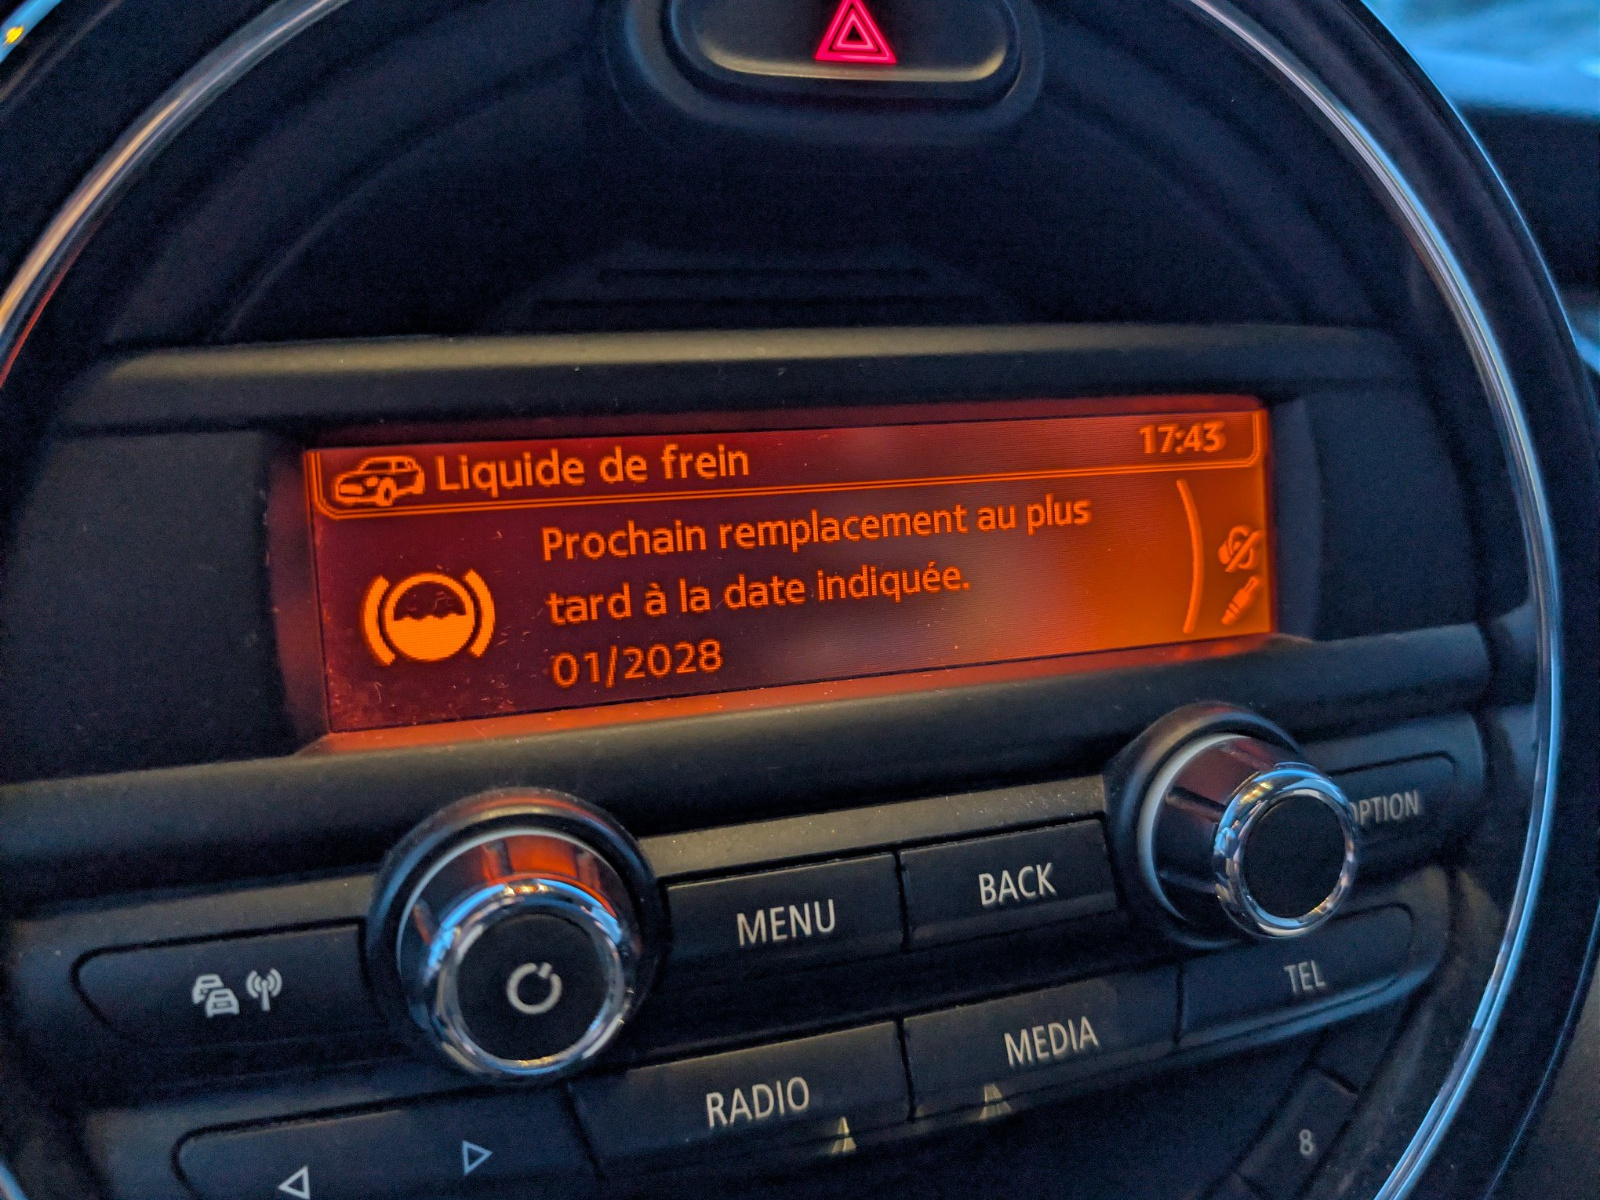 Liquide de frein
17:43
Prochain remplacement au plus
tard à la date indiquée.
01/2028
OPTION
MENU
BACK
TEL
RADIO
MEDIA
8